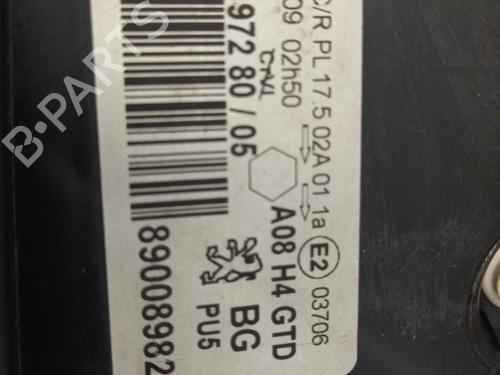 C/R PL 17.5 02A 01 1a E2 03706
09 02h50
A08 H4 GTD
972 80/05
BG
PU5
89008982
B-PARTS